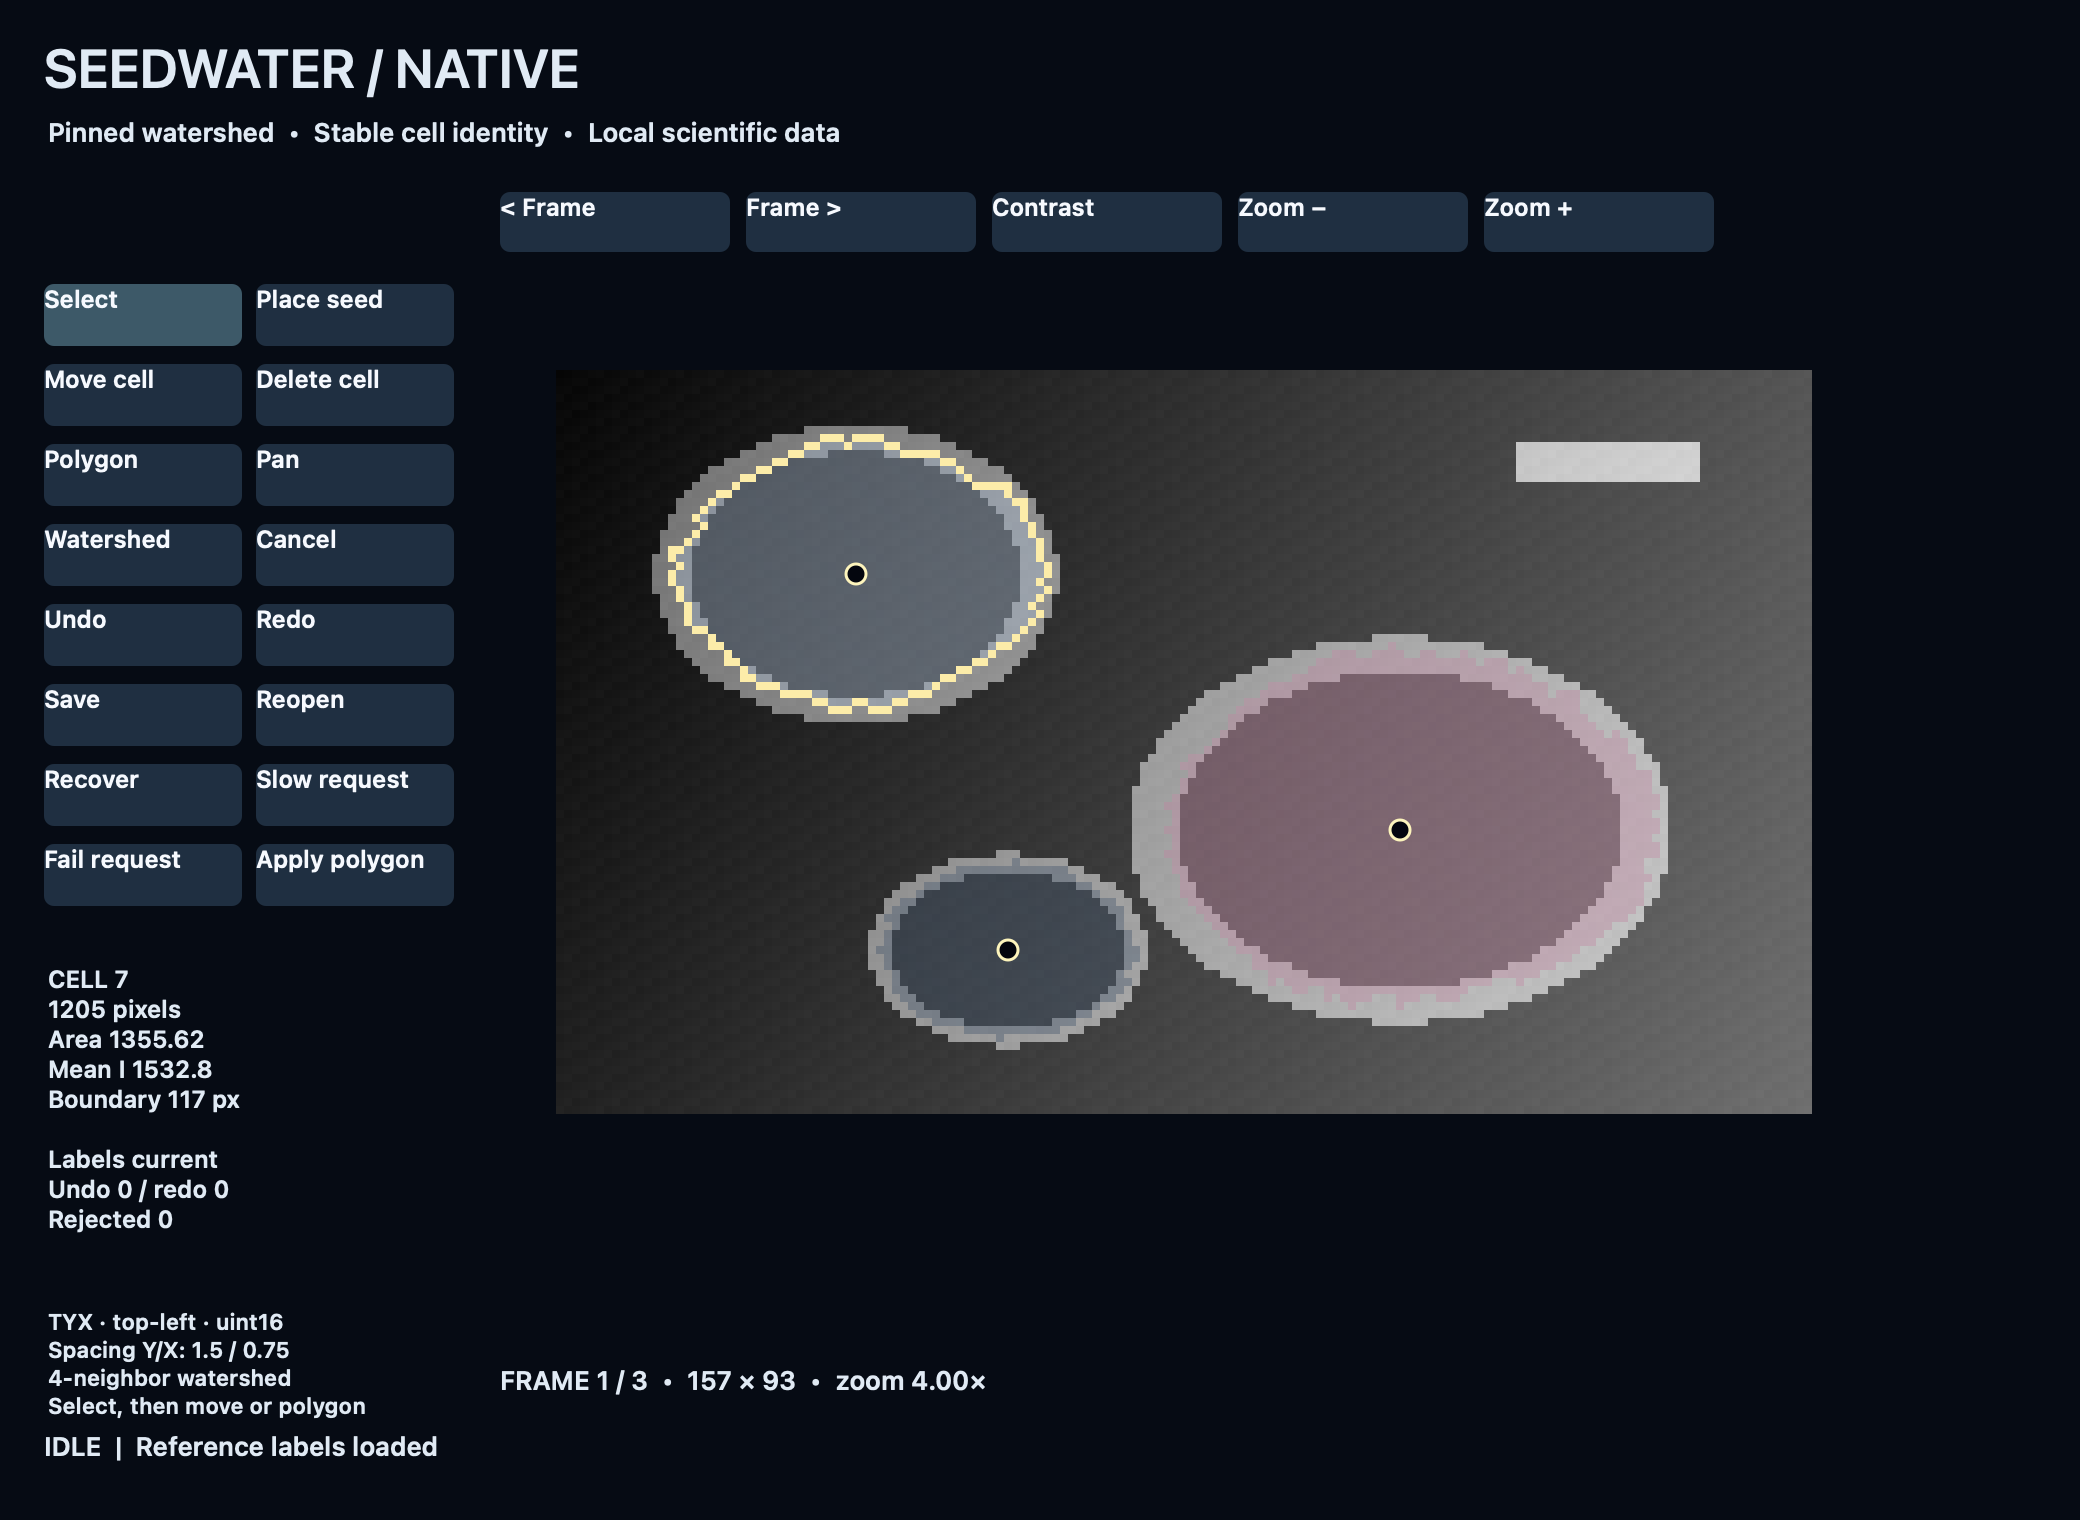 SEEDWATER / NATIVE
Pinned watershed • Stable cell identity • Local scientific data
< Frame
Frame >
Contrast
Zoom –
Zoom +
Select
Place seed
Move cell
Delete cell
Polygon
Pan
Watershed
Cancel
Undo
Redo
Save
Reopen
Recover
Slow request
Fail request
Apply polygon
CELL 7
1205 pixels
Area 1355.62
Mean I 1532.8
Boundary 117 px
Labels current
Undo 0 / redo 0
Rejected 0
TYX · top-left · uint16
Spacing Y/X: 1.5 / 0.75
4-neighbor watershed
Select, then move or polygon
FRAME 1 / 3 • 157 × 93 • zoom 4.00×
IDLE | Reference labels loaded